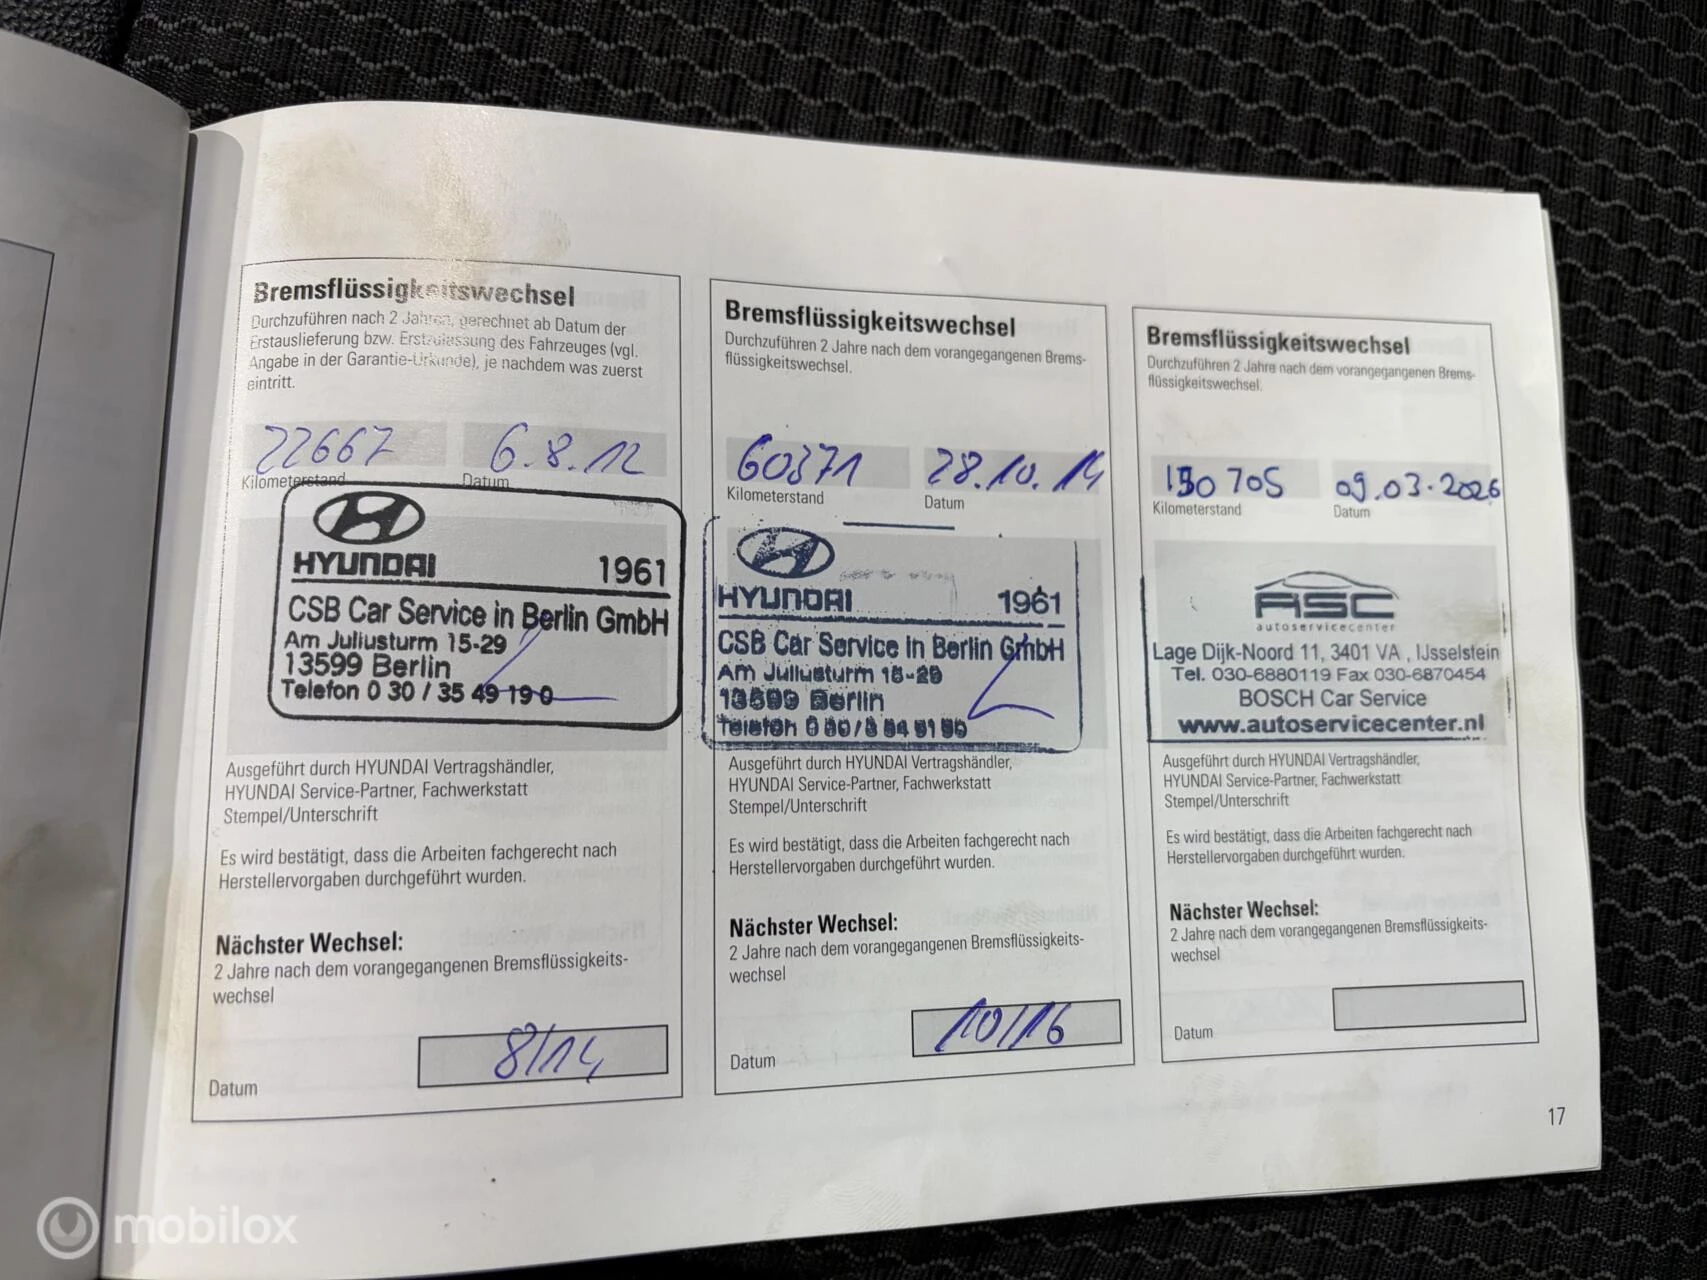 Bremsflüssigkeitswechsel
Durchzuführen nach 2 Jahren, gerechnet ab Datum der
Erstauslieferung bzw. Erstzulassung des Fahrzeuges (vgl.
Angabe in der Garantie-Urkunde), je nachdem was zuerst
eintritt.
22667 6.8.12
Kilometerstand Datum
HYUNDAI 1961
CSB Car Service in Berlin GmbH
Am Juliusturm 15-29
13599 Berlin
Telefon 0 30 / 35 49 19 0
Ausgeführt durch HYUNDAI Vertragshändler,
HYUNDAI Service-Partner, Fachwerkstatt
Stempel/Unterschrift
Es wird bestätigt, dass die Arbeiten fachgerecht nach
Herstellervorgaben durchgeführt wurden.
Nächster Wechsel:
2 Jahre nach dem vorangegangenen Bremsflüssigkeits-
wechsel
8/14
Datum
Bremsflüssigkeitswechsel
Durchzuführen 2 Jahre nach dem vorangegangenen Brems-
flüssigkeitswechsel.
60371 28.10.14
Kilometerstand Datum
HYUNDAI 1961
CSB Car Service in Berlin GmbH
Am Juliusturm 15-29
13599 Berlin
Telefon
Ausgeführt durch HYUNDAI Vertragshändler,
HYUNDAI Service-Partner, Fachwerkstatt
Stempel/Unterschrift
Es wird bestätigt, dass die Arbeiten fachgerecht nach
Herstellervorgaben durchgeführt wurden.
Nächster Wechsel:
2 Jahre nach dem vorangegangenen Bremsflüssigkeits-
wechsel
10/16
Datum
Bremsflüssigkeitswechsel
Durchzuführen 2 Jahre nach dem vorangegangenen Brems-
flüssigkeitswechsel.
150 705 09.03.2026
Kilometerstand Datum
ASC
autoservicecenter
Lage Dijk-Noord 11, 3401 VA , IJsselstein
Tel. 030-6880119 Fax 030-6870454
BOSCH Car Service
www.autoservicecenter.nl
Ausgeführt durch HYUNDAI Vertragshändler,
HYUNDAI Service-Partner, Fachwerkstatt
Stempel/Unterschrift
Es wird bestätigt, dass die Arbeiten fachgerecht nach
Herstellervorgaben durchgeführt wurden.
Nächster Wechsel:
2 Jahre nach dem vorangegangenen Bremsflüssigkeits-
wechsel
Datum
17
mobilox